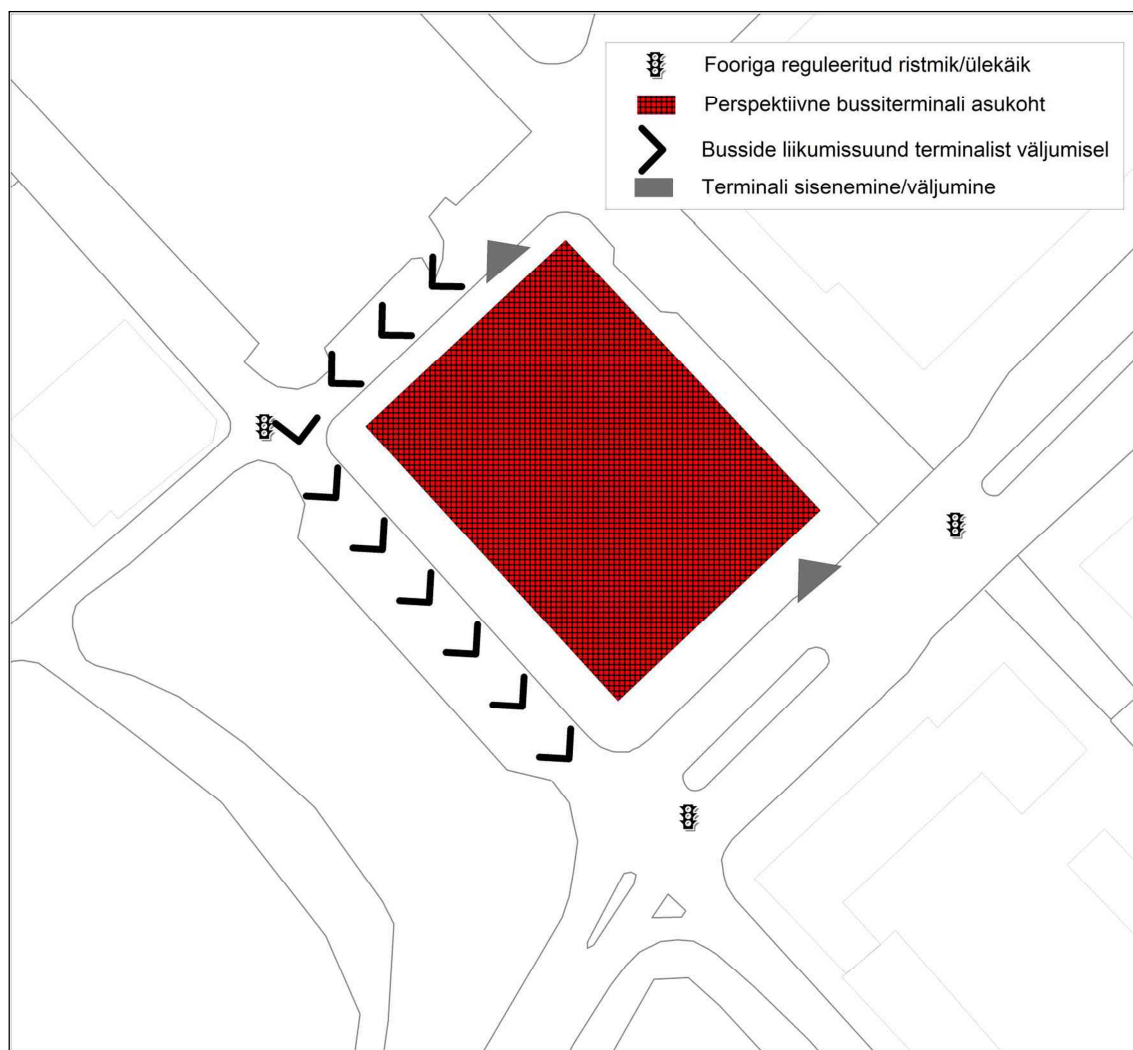 Fooriga reguleeritud ristmik/ülekäik
Perspektiivne bussiterminali asukoht
Busside liikumissuund terminalist väljumisel
Terminali sisenemine/väljumine